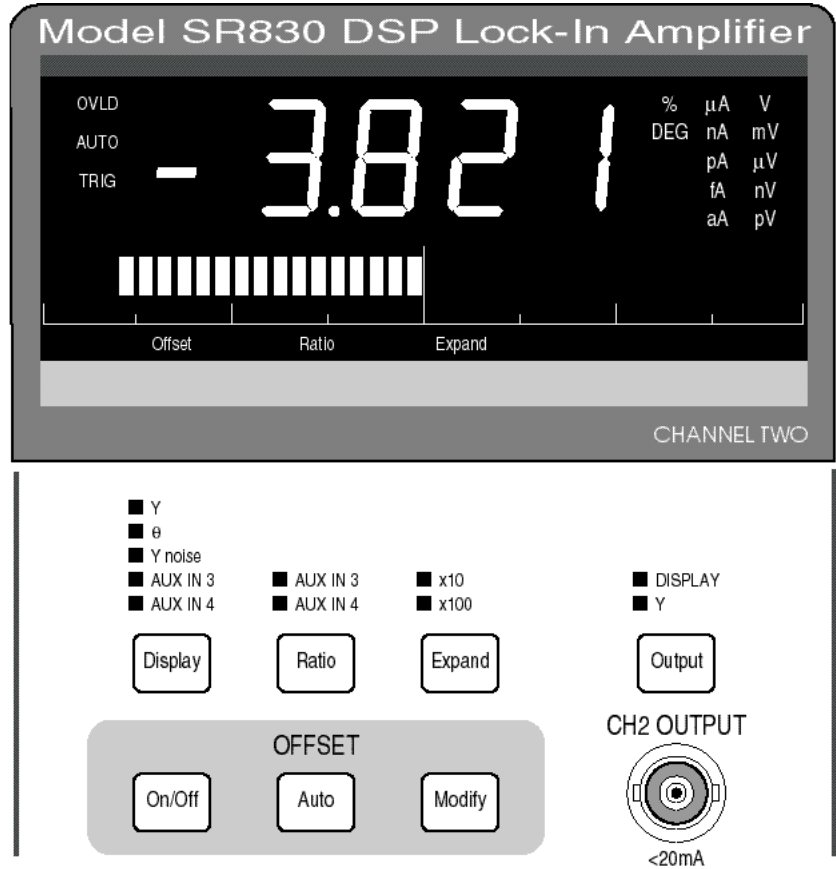 Model SR830 DSP Lock-In Amplifier
OVLD
AUTO
TRIG
- 3.821
% μA V
DEG nA mV
pA μV
fA nV
aA pV
Offset Ratio Expand
CHANNEL TWO
Y
θ
Y noise
AUX IN 3 AUX IN 3 x10 DISPLAY
AUX IN 4 AUX IN 4 x100 Y
Display Ratio Expand Output
OFFSET CH2 OUTPUT
On/Off Auto Modify
<20mA